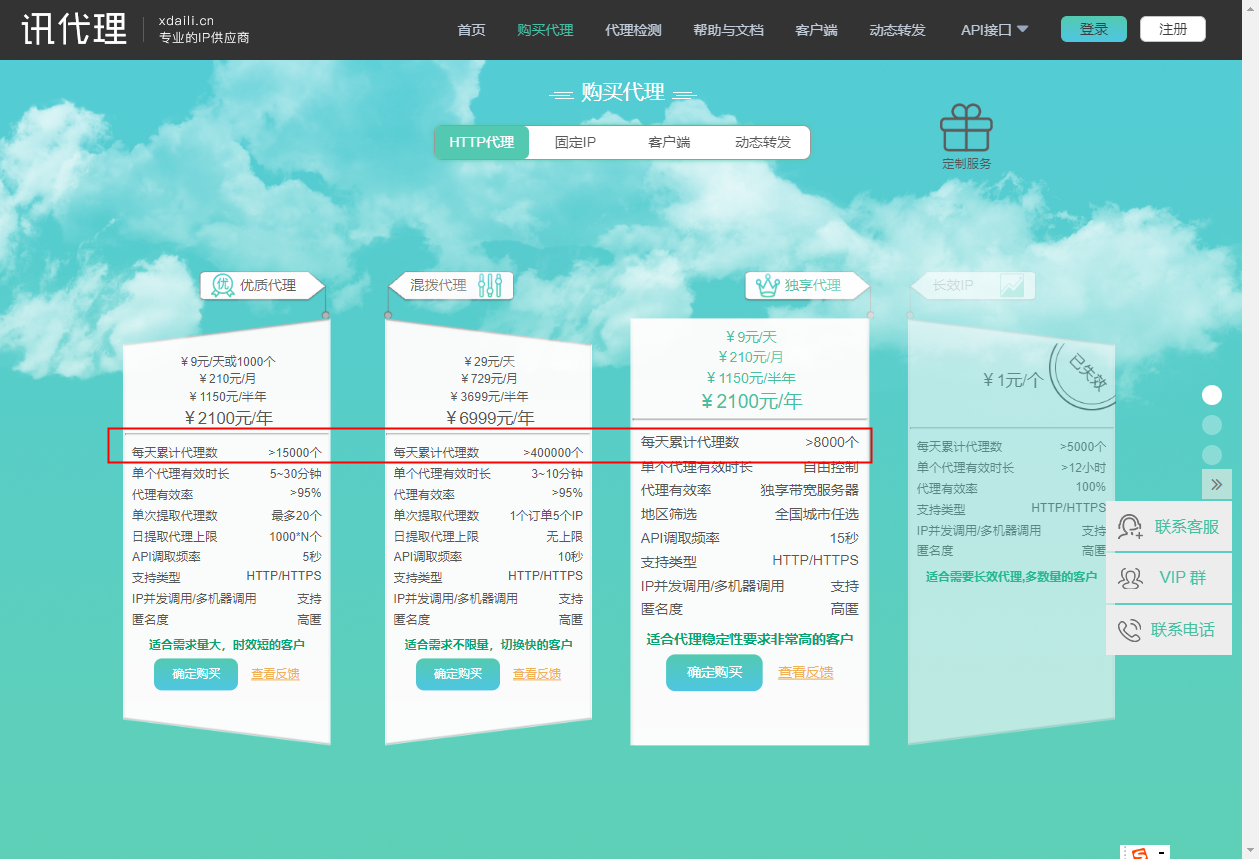 讯代理
xdaili.cn
专业的IP供应商
首页 购买代理 代理检测 帮助与文档 客户端 动态转发 API接口 登录 注册
购买代理
HTTP代理 固定IP 客户端 动态转发
定制服务
优 优质代理
¥9元/天或1000个
¥210元/月
¥1150元/半年
¥2100元/年
每天累计代理数 >15000个
单个代理有效时长 5~30分钟
代理有效率 >95%
单次提取代理数 最多20个
日提取代理上限 1000*N个
API调取频率 5秒
支持类型 HTTP/HTTPS
IP并发调用/多机器调用 支持
匿名度 高匿
适合需求量大，时效短的客户
确定购买 查看反馈
混拨代理
¥29元/天
¥729元/月
¥3699元/半年
¥6999元/年
每天累计代理数 >400000个
单个代理有效时长 3~10分钟
代理有效率 >95%
单次提取代理数 1个订单5个IP
日提取代理上限 无上限
API调取频率 10秒
支持类型 HTTP/HTTPS
IP并发调用/多机器调用 支持
匿名度 高匿
适合需求不限量，切换快的客户
确定购买 查看反馈
独享代理
¥9元/天
¥210元/月
¥1150元/半年
¥2100元/年
每天累计代理数 >8000个
单个代理有效时长 自由控制
代理有效率 独享带宽服务器
地区筛选 全国城市任选
API调取频率 15秒
支持类型 HTTP/HTTPS
IP并发调用/多机器调用 支持
匿名度 高匿
适合代理稳定性要求非常高的客户
确定购买 查看反馈
长效IP
已失效
¥1元/个
每天累计代理数 >5000个
单个代理有效时长 >12小时
代理有效率 100%
支持类型 HTTP/HTTPS
IP并发调用/多机器调用 支持
匿名度 高匿
适合需要长效代理,多数量的客户
联系客服
VIP 群
联系电话